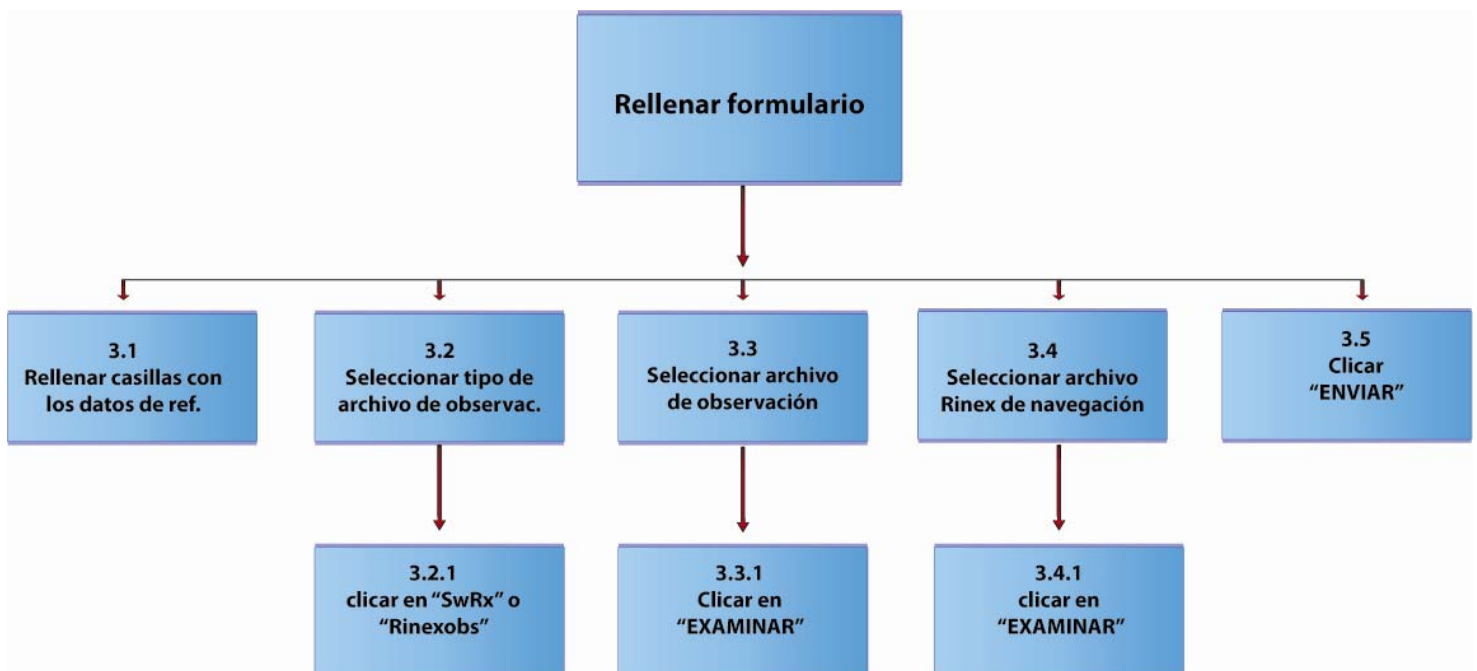 Rellenar formulario
3.1
Rellenar casillas con
los datos de ref.
3.2
Seleccionar tipo de
archivo de observac.
3.3
Seleccionar archivo
de observación
3.4
Seleccionar archivo
Rinex de navegación
3.5
Clicar
“ENVIAR”
3.2.1
clicar en “SwRx” o
“Rinexobs”
3.3.1
Clicar en
“EXAMINAR”
3.4.1
clicar en
“EXAMINAR”